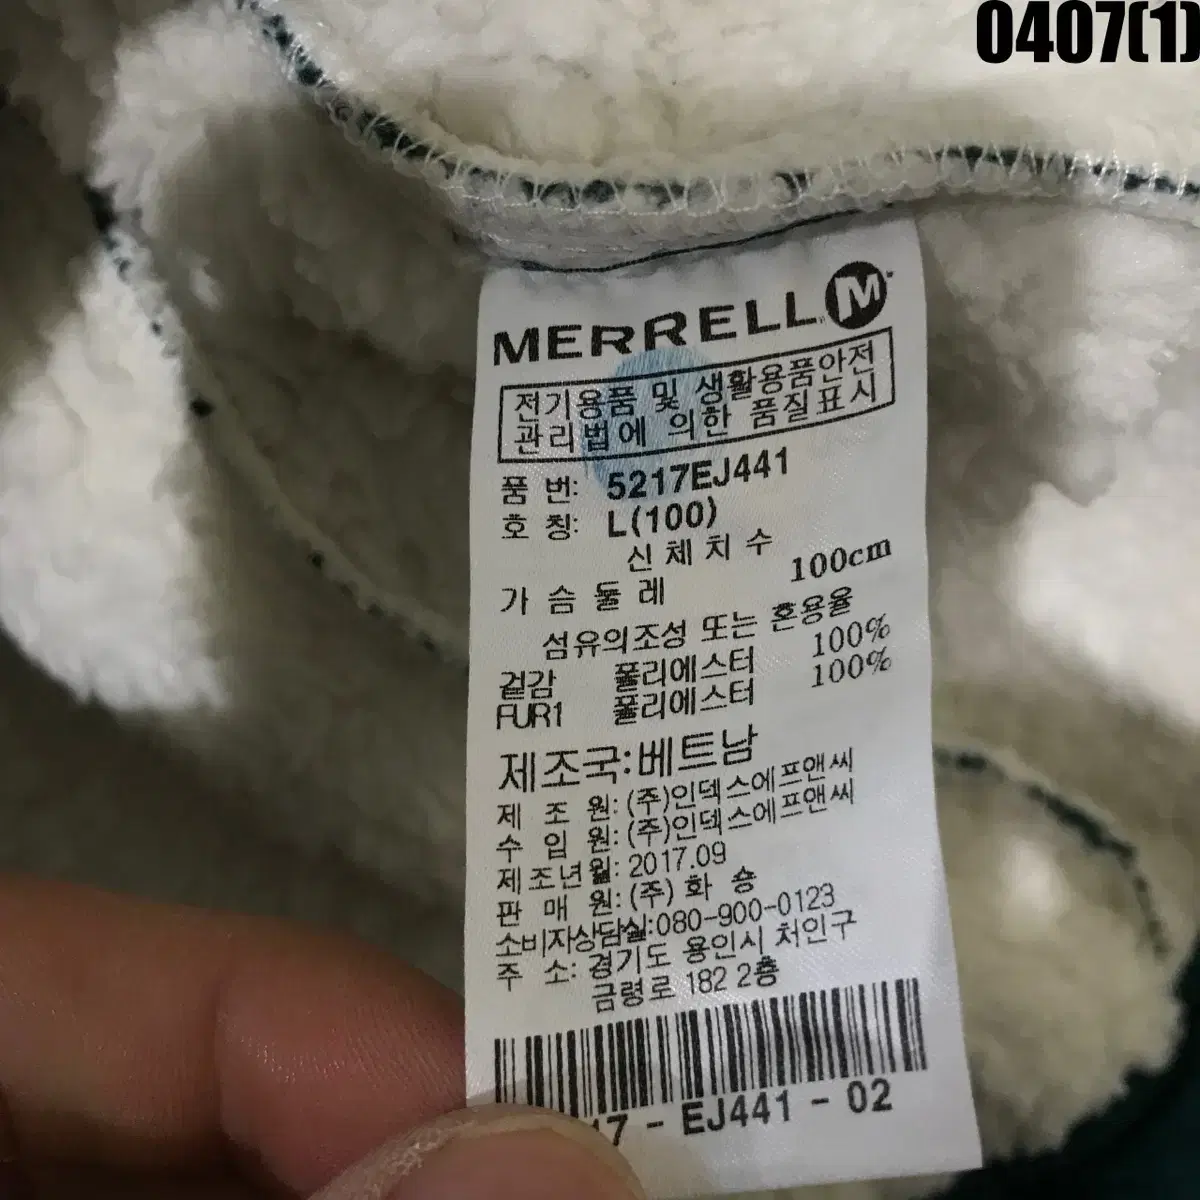 0407(1)
MERRELL M
전기용품 및 생활용품안전
관리법에 의한 품질표시
품 번: 5217EJ441
호 칭: L(100)
신체치수
가슴둘레 100cm
섬유의조성 또는 혼용율
겉감 폴리에스터 100%
FUR1 폴리에스터 100%
제조국:베트남
제 조 원: (주)인덱스에프앤씨
수 입 원: (주)인덱스에프앤씨
제조년월: 2017.09
판 매 원: (주) 화 승
소비자상담실:080-900-0123
주 소: 경기도 용인시 처인구
금령로 182 2층
17 - EJ441 - 02